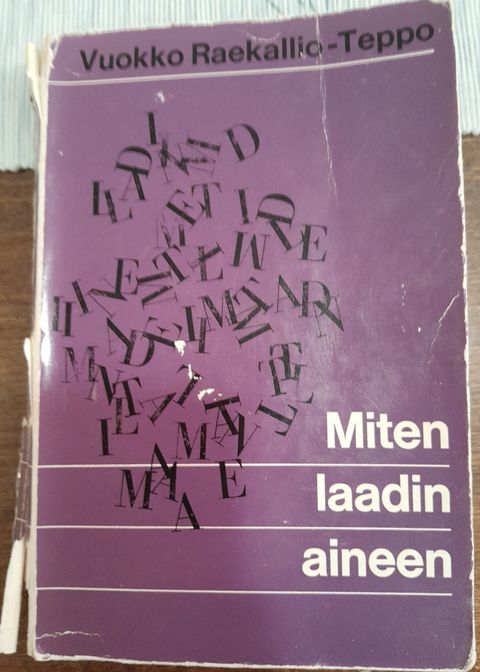 Vuokko Raekallio-Teppo
Miten
laadin
aineen